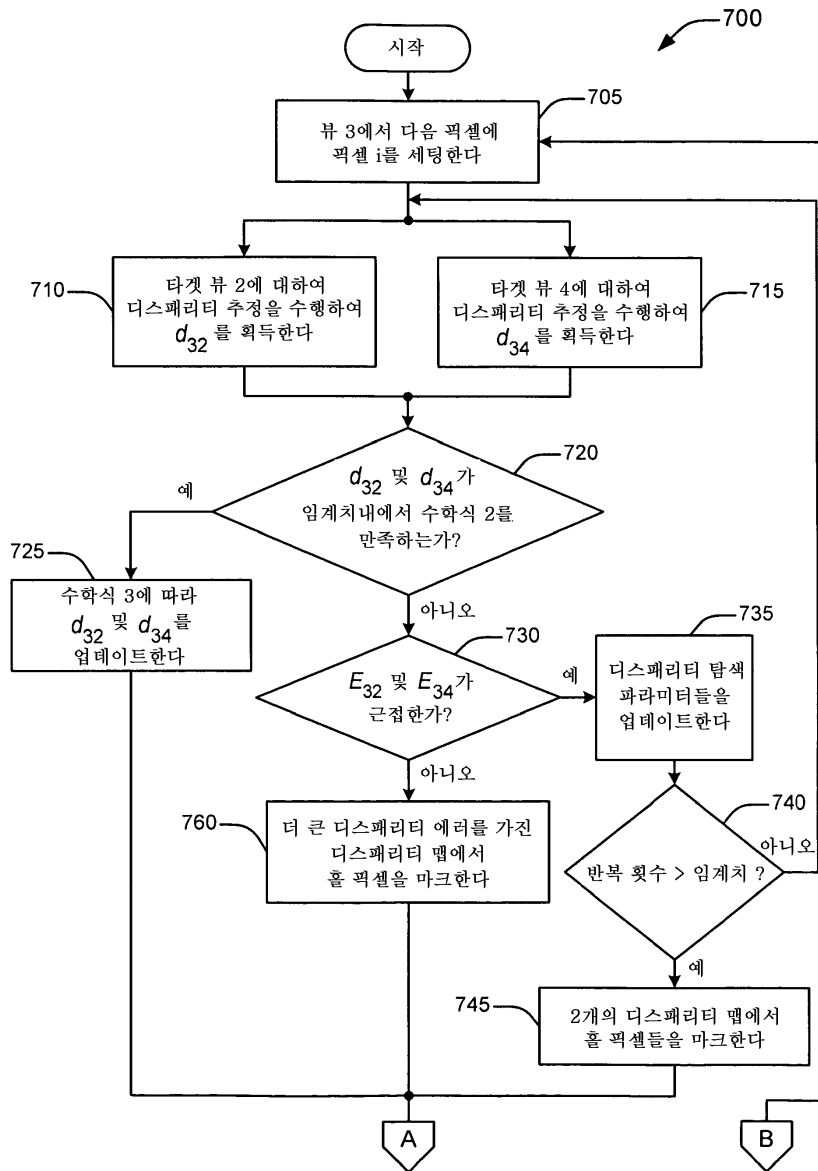 700
시작
705
뷰 3에서 다음 픽셀에
픽셀 i를 세팅한다
710
타겟 뷰 2에 대하여
디스패리티 추정을 수행하여
d32 를 획득한다
타겟 뷰 4에 대하여
디스패리티 추정을 수행하여
d34 를 획득한다
715
720
예
d32 및 d34가
임계치내에서 수학식 2를
만족하는가?
725
수학식 3에 따라
d32 및 d34를
업데이트한다
아니오
730
735
E32 및 E34가
근접한가?
예
디스패리티 탐색
파라미터들을
업데이트한다
아니오
740
760
더 큰 디스패리티 에러를 가진
디스패리티 맵에서
홀 픽셀을 마크한다
반복 횟수 > 임계치 ?
아니오
예
745
2개의 디스패리티 맵에서
홀 픽셀들을 마크한다
A
B